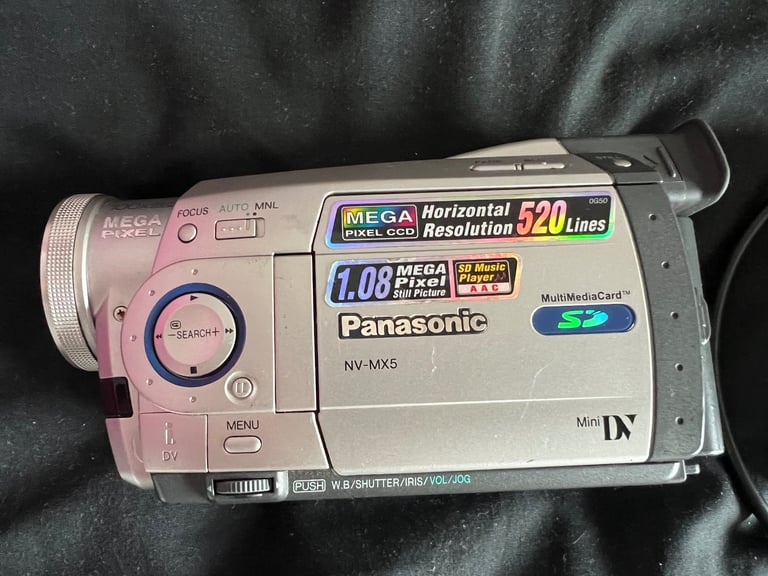 MEGA
PIXEL
FOCUS
AUTO MNL
MEGA
PIXEL CCD
Horizontal
Resolution 520 Lines
0G50
1.08 MEGA
Pixel
Still Picture
SD Music
Player
AAC
MultiMediaCard™
SD
Panasonic
NV-MX5
-SEARCH+
MENU
i.
DV
Mini DV
PUSH W.B/SHUTTER/IRIS/VOL/JOG